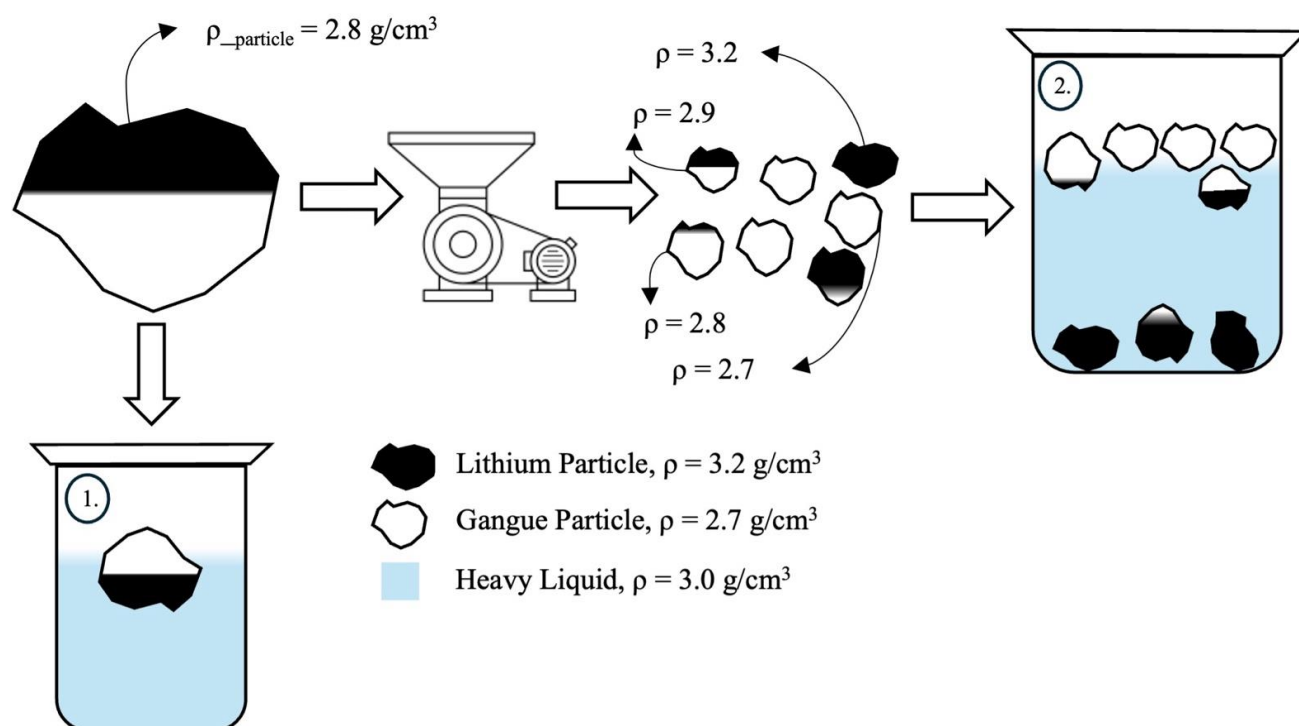 ρ_particle = 2.8 g/cm³
ρ = 3.2
ρ = 2.9
2.
ρ = 2.8
ρ = 2.7
1.
Lithium Particle, ρ = 3.2 g/cm³
Gangue Particle, ρ = 2.7 g/cm³
Heavy Liquid, ρ = 3.0 g/cm³